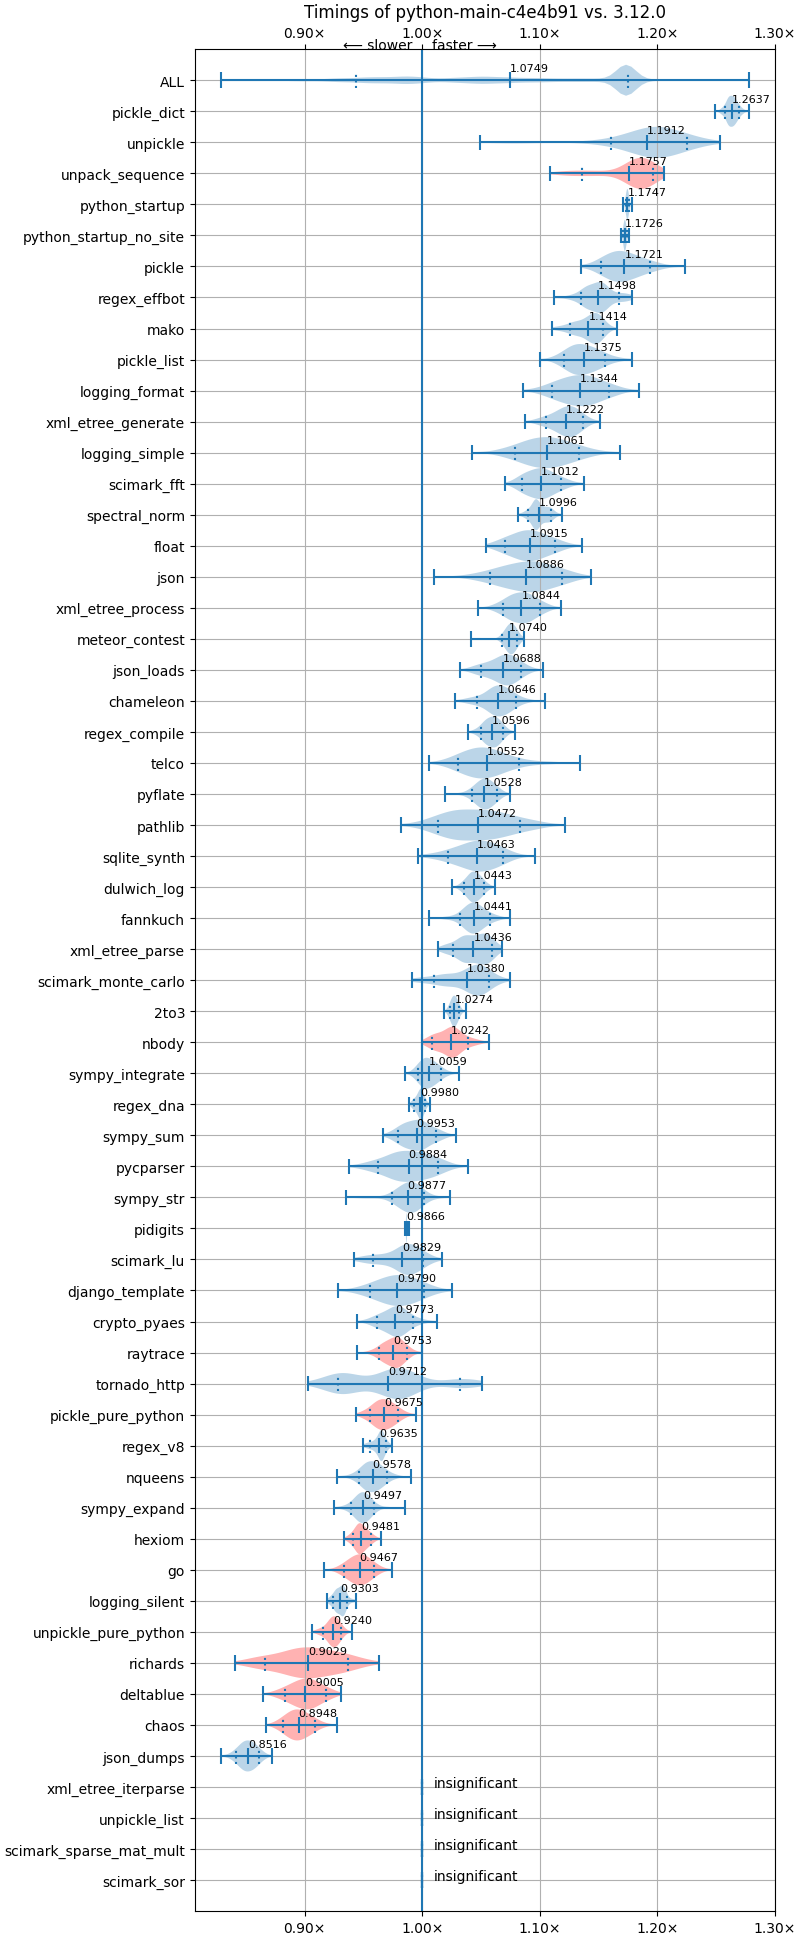 Timings of python-main-c4e4b91 vs. 3.12.0
0.90× 1.00× 1.10× 1.20× 1.30×
⟵ slower faster ⟶
ALL 1.0749
pickle_dict 1.2637
unpickle 1.1912
unpack_sequence 1.1757
python_startup 1.1747
python_startup_no_site 1.1726
pickle 1.1721
regex_effbot 1.1498
mako 1.1414
pickle_list 1.1375
logging_format 1.1344
xml_etree_generate 1.1222
logging_simple 1.1061
scimark_fft 1.1012
spectral_norm 1.0996
float 1.0915
json 1.0886
xml_etree_process 1.0844
meteor_contest 1.0740
json_loads 1.0688
chameleon 1.0646
regex_compile 1.0596
telco 1.0552
pyflate 1.0528
pathlib 1.0472
sqlite_synth 1.0463
dulwich_log 1.0443
fannkuch 1.0441
xml_etree_parse 1.0436
scimark_monte_carlo 1.0380
2to3 1.0274
nbody 1.0242
sympy_integrate 1.0059
regex_dna 0.9980
sympy_sum 0.9953
pycparser 0.9884
sympy_str 0.9877
pidigits 0.9866
scimark_lu 0.9829
django_template 0.9790
crypto_pyaes 0.9773
raytrace 0.9753
tornado_http 0.9712
pickle_pure_python 0.9675
regex_v8 0.9635
nqueens 0.9578
sympy_expand 0.9497
hexiom 0.9481
go 0.9467
logging_silent 0.9303
unpickle_pure_python 0.9240
richards 0.9029
deltablue 0.9005
chaos 0.8948
json_dumps 0.8516
xml_etree_iterparse insignificant
unpickle_list insignificant
scimark_sparse_mat_mult insignificant
scimark_sor insignificant
0.90× 1.00× 1.10× 1.20× 1.30×